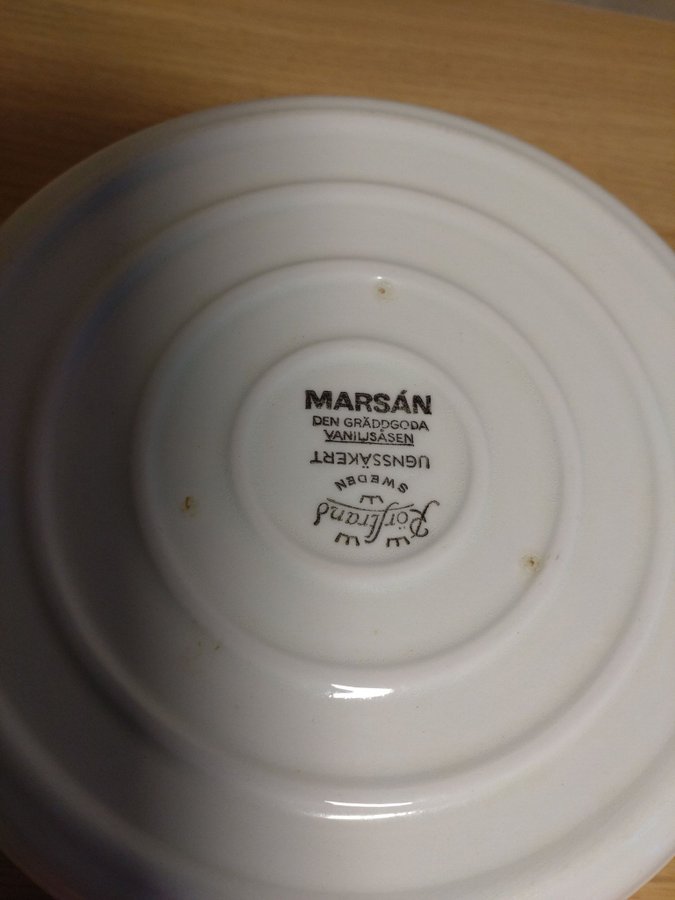 MARSÁN
DEN GRÄDDGODA
VANILJSÅSEN
UGNSSÄKERT
SWEDEN
Rörstrand